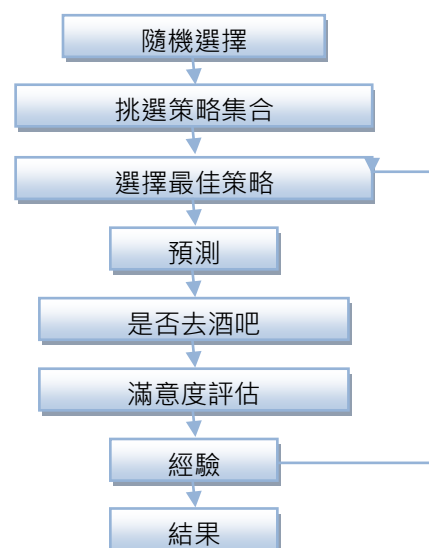 隨機選擇
挑選策略集合
選擇最佳策略
預測
是否去酒吧
滿意度評估
經驗
結果